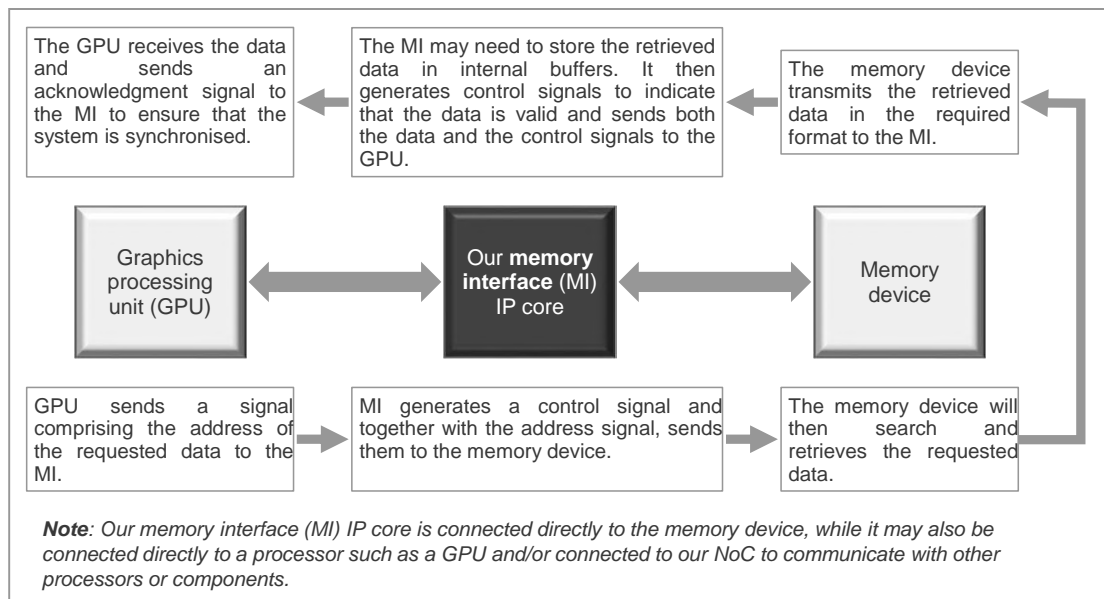 The GPU receives the data
and sends an
acknowledgment signal to
the MI to ensure that the
system is synchronised.
The MI may need to store the retrieved
data in internal buffers. It then
generates control signals to indicate
that the data is valid and sends both
the data and the control signals to the
GPU.
The memory device
transmits the retrieved
data in the required
format to the MI.
Graphics
processing
unit (GPU)
Our memory
interface (MI)
IP core
Memory
device
GPU sends a signal
comprising the address of
the requested data to the
MI.
MI generates a control signal and
together with the address signal, sends
them to the memory device.
The memory device will
then search and
retrieves the requested
data.
Note: Our memory interface (MI) IP core is connected directly to the memory device, while it may also be
connected directly to a processor such as a GPU and/or connected to our NoC to communicate with other
processors or components.